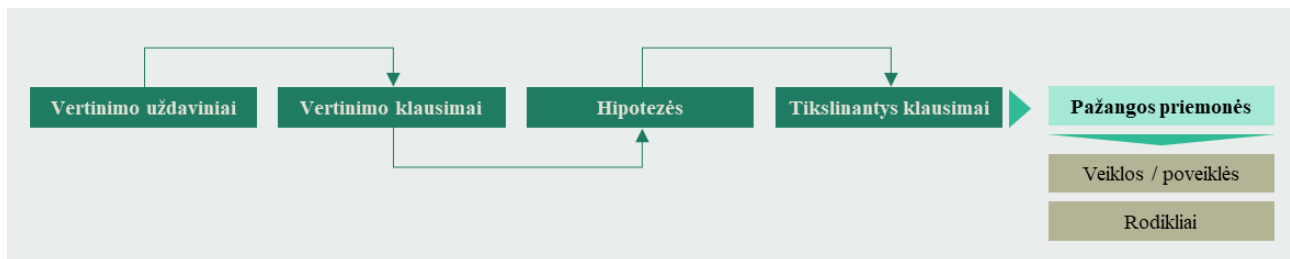 Vertinimo uždaviniai
Vertinimo klausimai
Hipotezės
Tikslinantys klausimai
Pažangos priemonės
Veiklos / poveiklės
Rodikliai